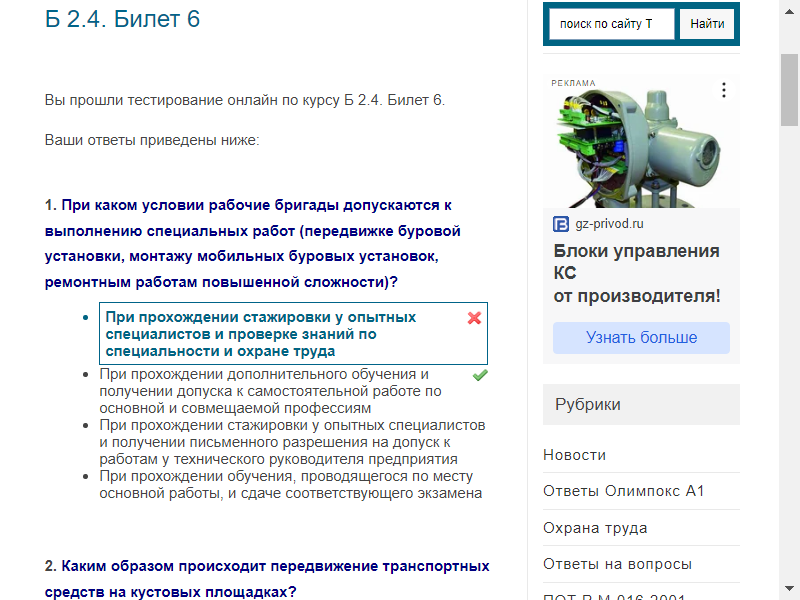 Б 2.4. Билет 6
Вы прошли тестирование онлайн по курсу Б 2.4. Билет 6.
Ваши ответы приведены ниже:
1. При каком условии рабочие бригады допускаются к
выполнению специальных работ (передвижке буровой
установки, монтажу мобильных буровых установок,
ремонтным работам повышенной сложности)?
При прохождении стажировки у опытных
специалистов и проверке знаний по
специальности и охране труда
При прохождении дополнительного обучения и
получении допуска к самостоятельной работе по
основной и совмещаемой профессиям
При прохождении стажировки у опытных специалистов
и получении письменного разрешения на допуск к
работам у технического руководителя предприятия
При прохождении обучения, проводящегося по месту
основной работы, и сдаче соответствующего экзамена
2. Каким образом происходит передвижение транспортных
средств на кустовых площадках?
поиск по сайту Т
Найти
РЕКЛАМА
gz-privod.ru
Блоки управления
КС
от производителя!
Узнать больше
Рубрики
Новости
Ответы Олимпокс А1
Охрана труда
Ответы на вопросы
ПОТ Р М-016-2001